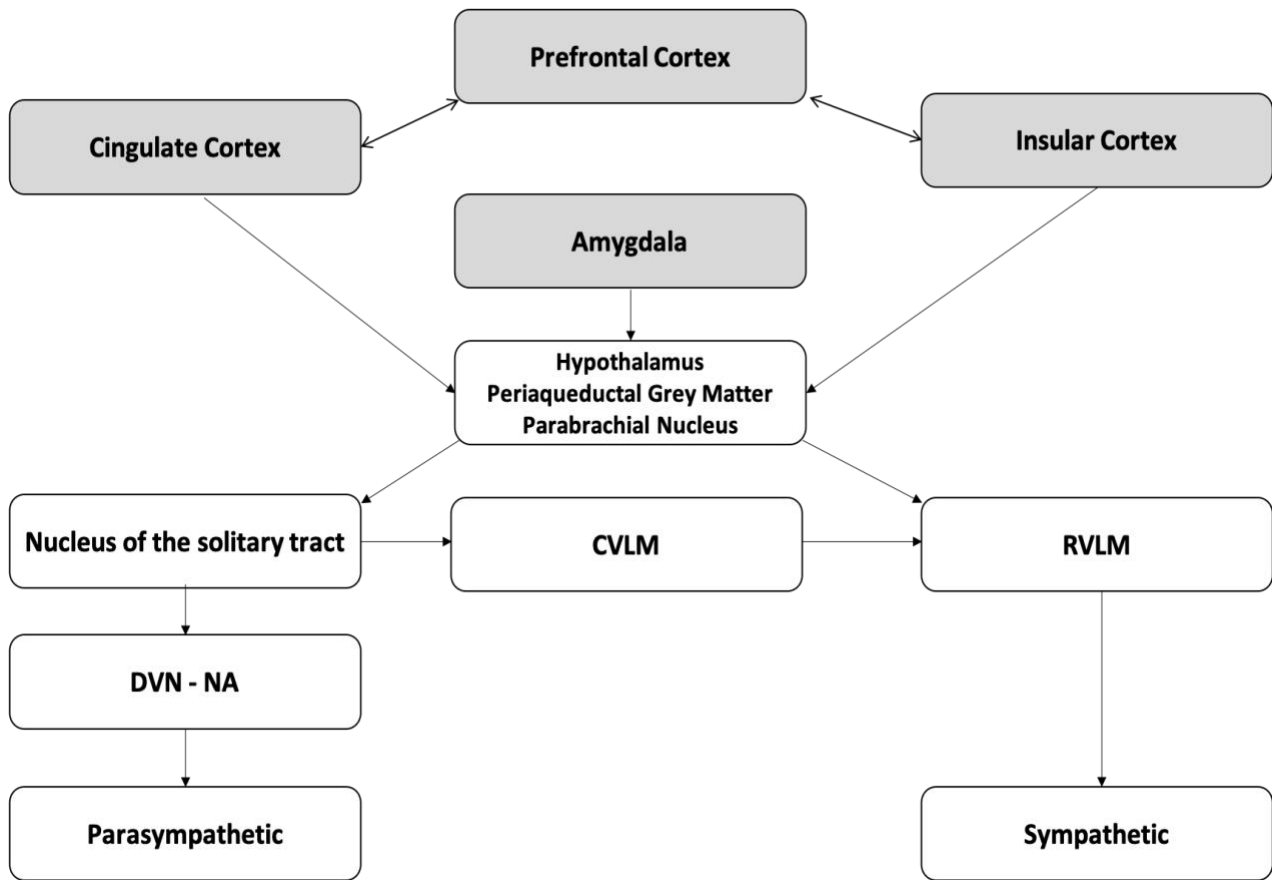 Prefrontal Cortex
Cingulate Cortex
Insular Cortex
Amygdala
Hypothalamus
Periaqueductal Grey Matter
Parabrachial Nucleus
Nucleus of the solitary tract
CVLM
RVLM
DVN - NA
Parasympathetic
Sympathetic